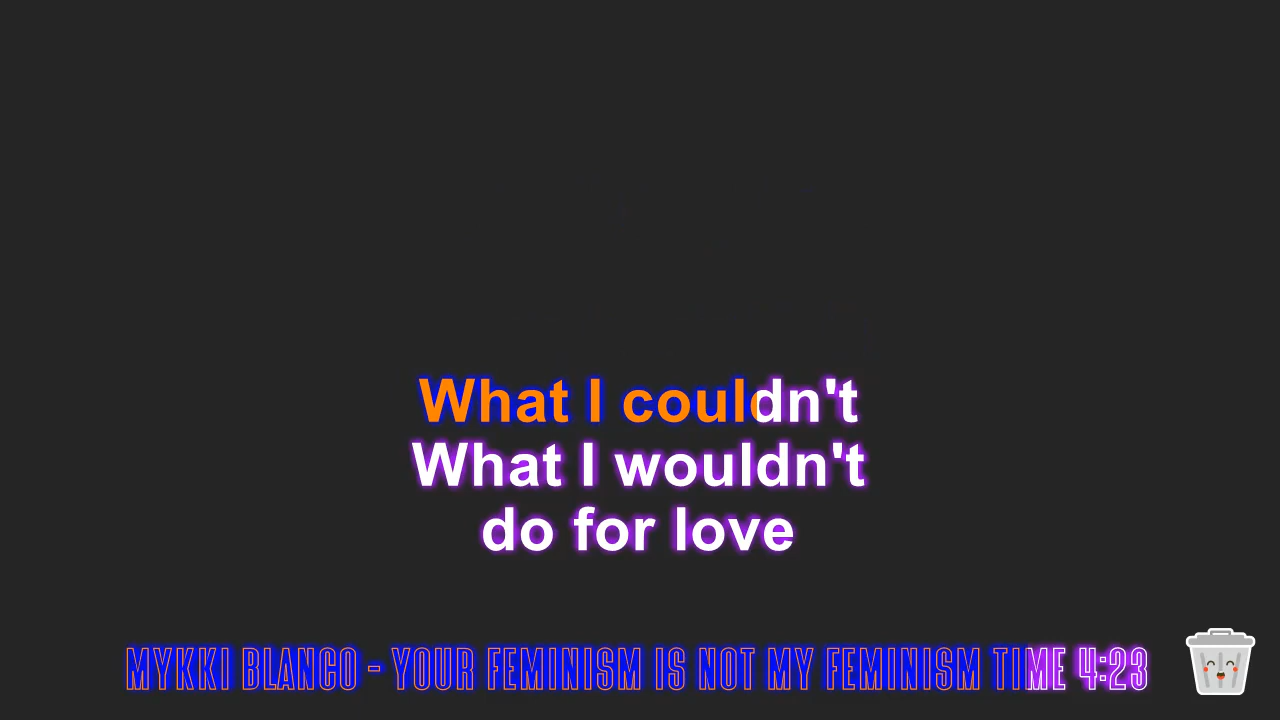 What I couldn't
What I wouldn't
do for love
MYKKI BLANCO - YOUR FEMINISM IS NOT MY FEMINISM TIME 4:23